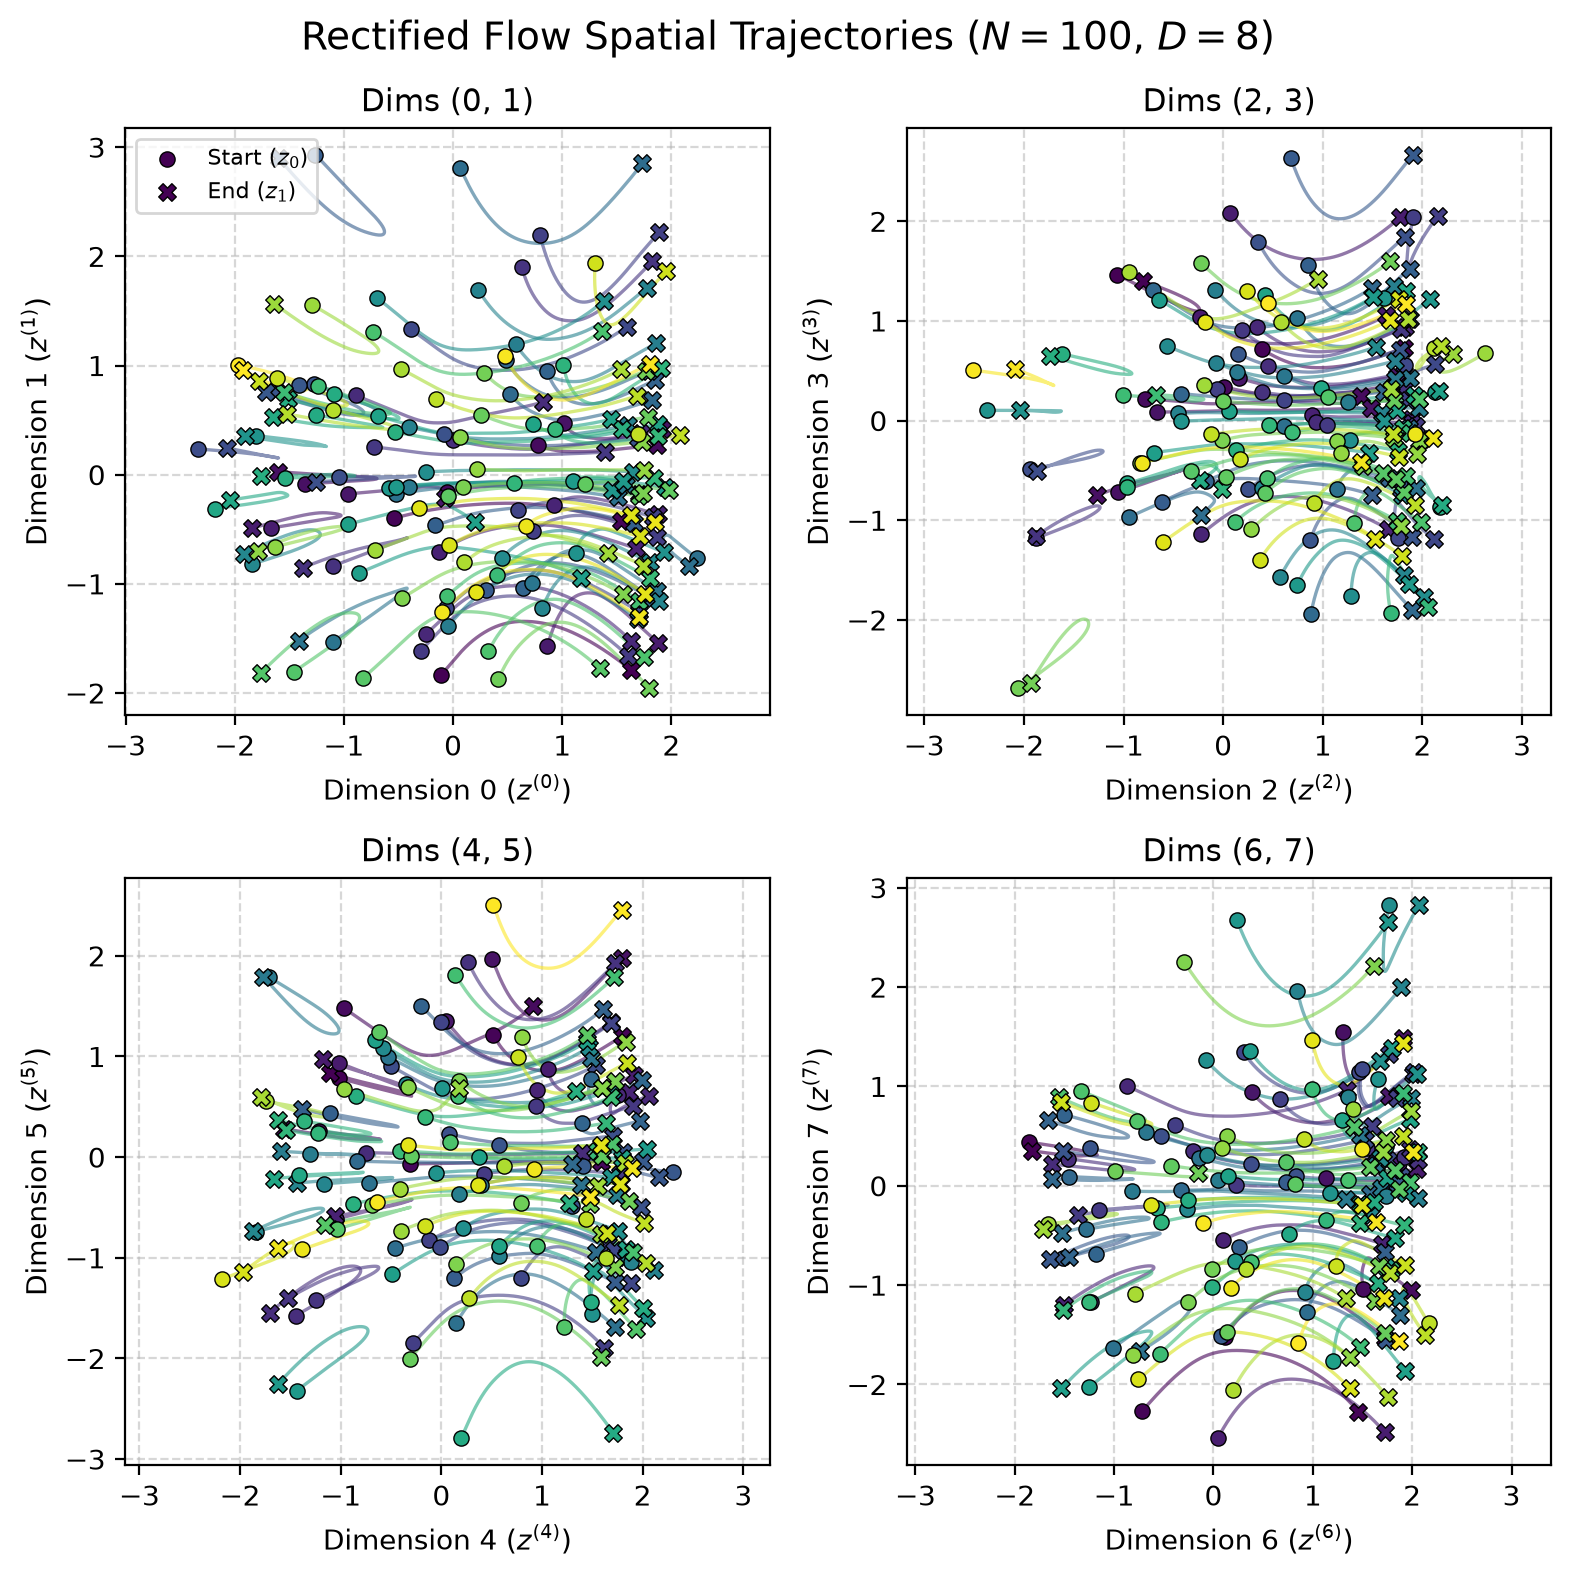 Rectified Flow Spatial Trajectories (N = 100, D = 8)
Dims (0, 1)
Dims (2, 3)
Start (z₀)
End (z₁)
3
2
1
0
−1
−2
Dimension 1 (z⁽¹⁾)
−3 −2 −1 0 1 2
Dimension 0 (z⁽⁰⁾)
2
1
0
−1
−2
Dimension 3 (z⁽³⁾)
−3 −2 −1 0 1 2 3
Dimension 2 (z⁽²⁾)
Dims (4, 5)
Dims (6, 7)
2
1
0
−1
−2
−3
Dimension 5 (z⁽⁵⁾)
−3 −2 −1 0 1 2 3
Dimension 4 (z⁽⁴⁾)
3
2
1
0
−1
−2
Dimension 7 (z⁽⁷⁾)
−3 −2 −1 0 1 2 3
Dimension 6 (z⁽⁶⁾)